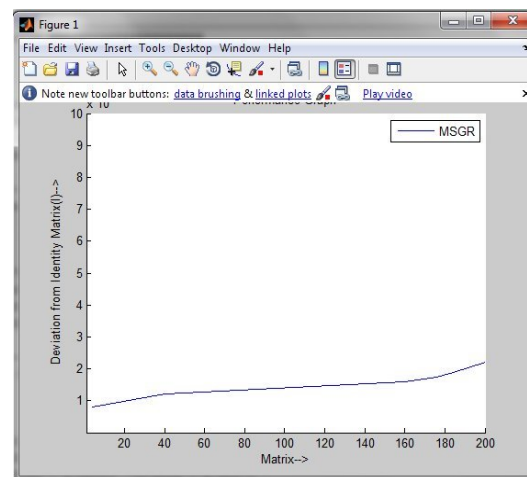 Figure 1
File Edit View Insert Tools Desktop Window Help
Note new toolbar buttons: data brushing & linked plots Play video
x 10
Performance Graph
MSGR
10
9
8
7
6
5
4
3
2
1
Deviation from Identity Matrix(I)-->
20 40 60 80 100 120 140 160 180 200
Matrix-->